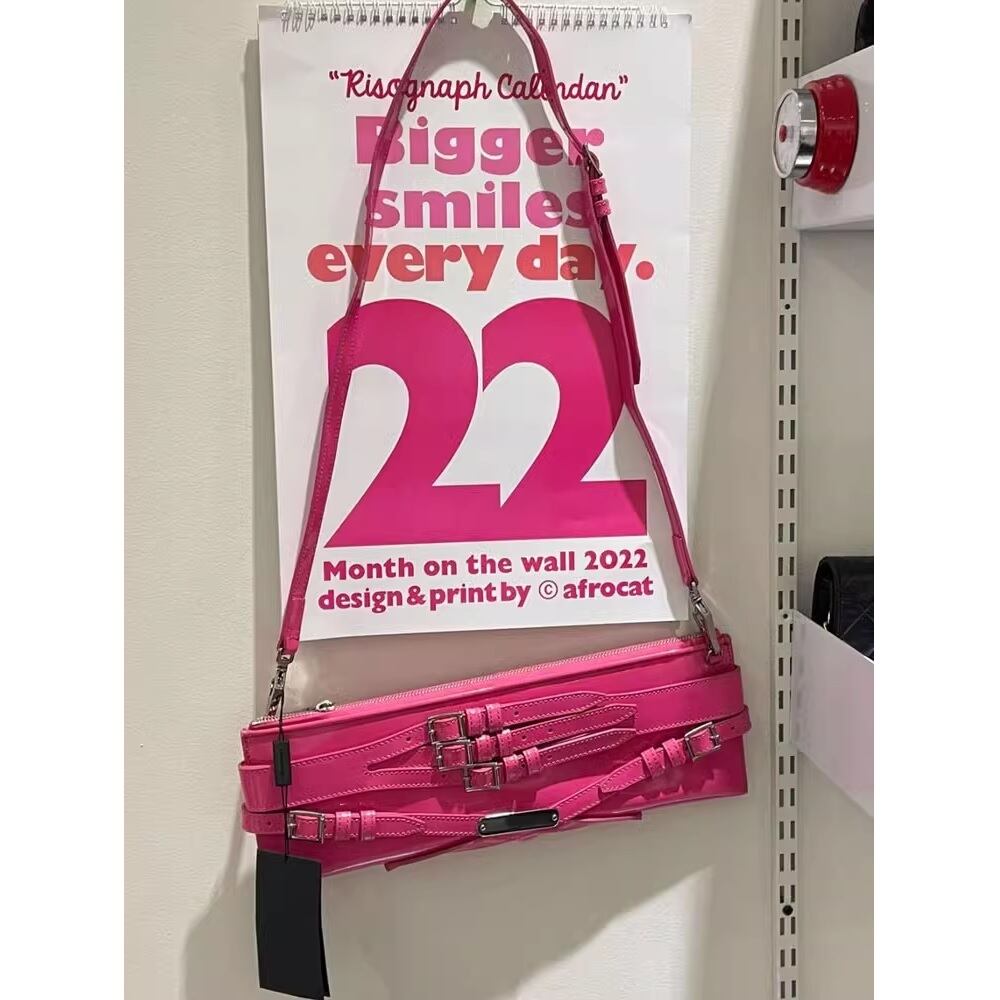 "Risograph Calendar"
Bigger
smiles
every day.
22
Month on the wall 2022
design & print by © afrocat